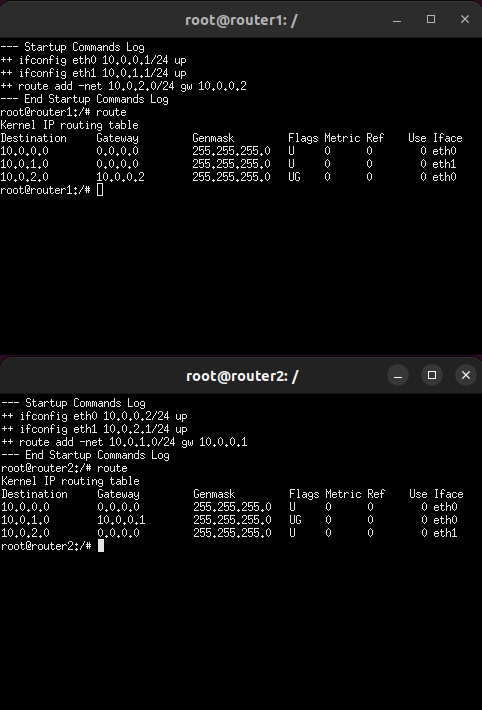 root@router1: /
--- Startup Commands Log
++ ifconfig eth0 10.0.0.1/24 up
++ ifconfig eth1 10.0.1.1/24 up
++ route add -net 10.0.2.0/24 gw 10.0.0.2
--- End Startup Commands Log
root@router1:/# route
Kernel IP routing table
Destination     Gateway         Genmask         Flags Metric Ref    Use Iface
10.0.0.0        0.0.0.0         255.255.255.0   U     0      0        0 eth0
10.0.1.0        0.0.0.0         255.255.255.0   U     0      0        0 eth1
10.0.2.0        10.0.0.2        255.255.255.0   UG    0      0        0 eth0
root@router1:/#
root@router2: /
--- Startup Commands Log
++ ifconfig eth0 10.0.0.2/24 up
++ ifconfig eth1 10.0.2.1/24 up
++ route add -net 10.0.1.0/24 gw 10.0.0.1
--- End Startup Commands Log
root@router2:/# route
Kernel IP routing table
Destination     Gateway         Genmask         Flags Metric Ref    Use Iface
10.0.0.0        0.0.0.0         255.255.255.0   U     0      0        0 eth0
10.0.1.0        10.0.0.1        255.255.255.0   UG    0      0        0 eth0
10.0.2.0        0.0.0.0         255.255.255.0   U     0      0        0 eth1
root@router2:/#